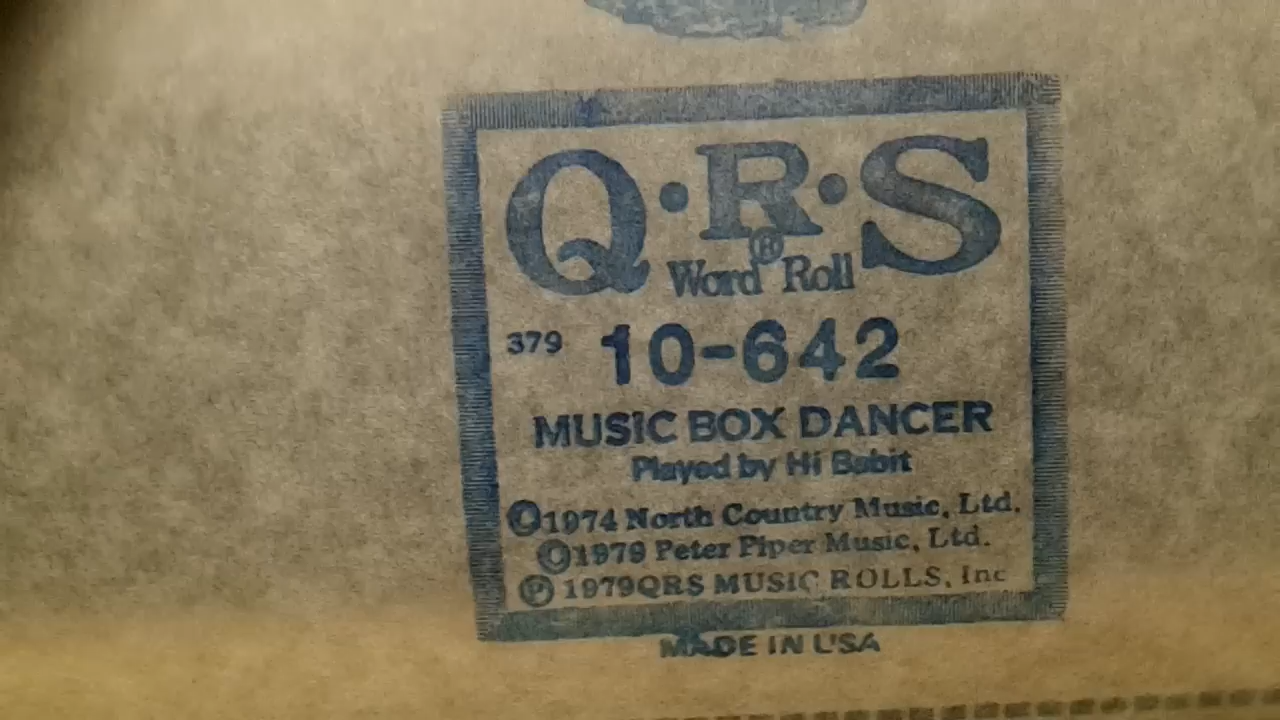 Q·R·S
®
Word Roll
379 10-642
MUSIC BOX DANCER
Played by Hi Babit
©1974 North Country Music, Ltd.
©1979 Peter Piper Music, Ltd.
℗ 1979QRS MUSIC ROLLS, Inc
MADE IN USA